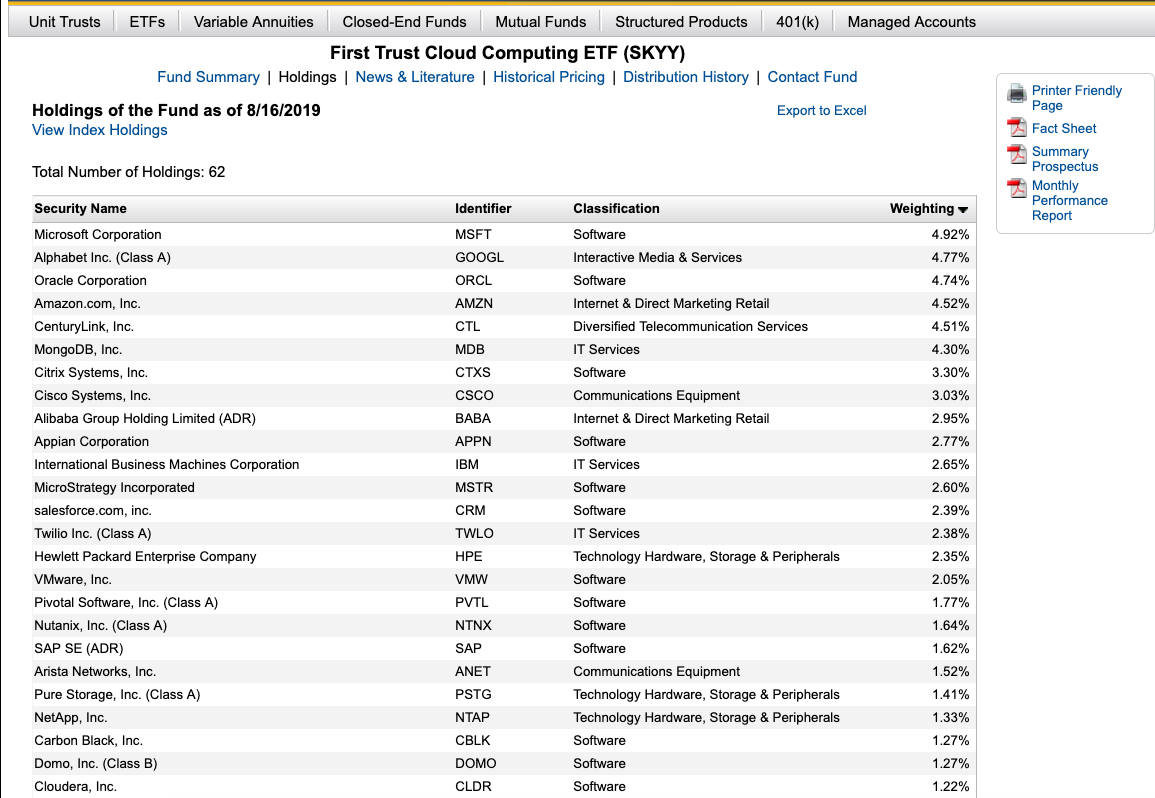 Unit Trusts ETFs Variable Annuities Closed-End Funds Mutual Funds Structured Products 401(k) Managed Accounts
First Trust Cloud Computing ETF (SKYY)
Fund Summary | Holdings | News & Literature | Historical Pricing | Distribution History | Contact Fund
Holdings of the Fund as of 8/16/2019
Export to Excel
View Index Holdings
Total Number of Holdings: 62
Printer Friendly
Page
Fact Sheet
Summary
Prospectus
Monthly
Performance
Report
Security Name Identifier Classification Weighting
Microsoft Corporation MSFT Software 4.92%
Alphabet Inc. (Class A) GOOGL Interactive Media & Services 4.77%
Oracle Corporation ORCL Software 4.74%
Amazon.com, Inc. AMZN Internet & Direct Marketing Retail 4.52%
CenturyLink, Inc. CTL Diversified Telecommunication Services 4.51%
MongoDB, Inc. MDB IT Services 4.30%
Citrix Systems, Inc. CTXS Software 3.30%
Cisco Systems, Inc. CSCO Communications Equipment 3.03%
Alibaba Group Holding Limited (ADR) BABA Internet & Direct Marketing Retail 2.95%
Appian Corporation APPN Software 2.77%
International Business Machines Corporation IBM IT Services 2.65%
MicroStrategy Incorporated MSTR Software 2.60%
salesforce.com, inc. CRM Software 2.39%
Twilio Inc. (Class A) TWLO IT Services 2.38%
Hewlett Packard Enterprise Company HPE Technology Hardware, Storage & Peripherals 2.35%
VMware, Inc. VMW Software 2.05%
Pivotal Software, Inc. (Class A) PVTL Software 1.77%
Nutanix, Inc. (Class A) NTNX Software 1.64%
SAP SE (ADR) SAP Software 1.62%
Arista Networks, Inc. ANET Communications Equipment 1.52%
Pure Storage, Inc. (Class A) PSTG Technology Hardware, Storage & Peripherals 1.41%
NetApp, Inc. NTAP Technology Hardware, Storage & Peripherals 1.33%
Carbon Black, Inc. CBLK Software 1.27%
Domo, Inc. (Class B) DOMO Software 1.27%
Cloudera, Inc. CLDR Software 1.22%